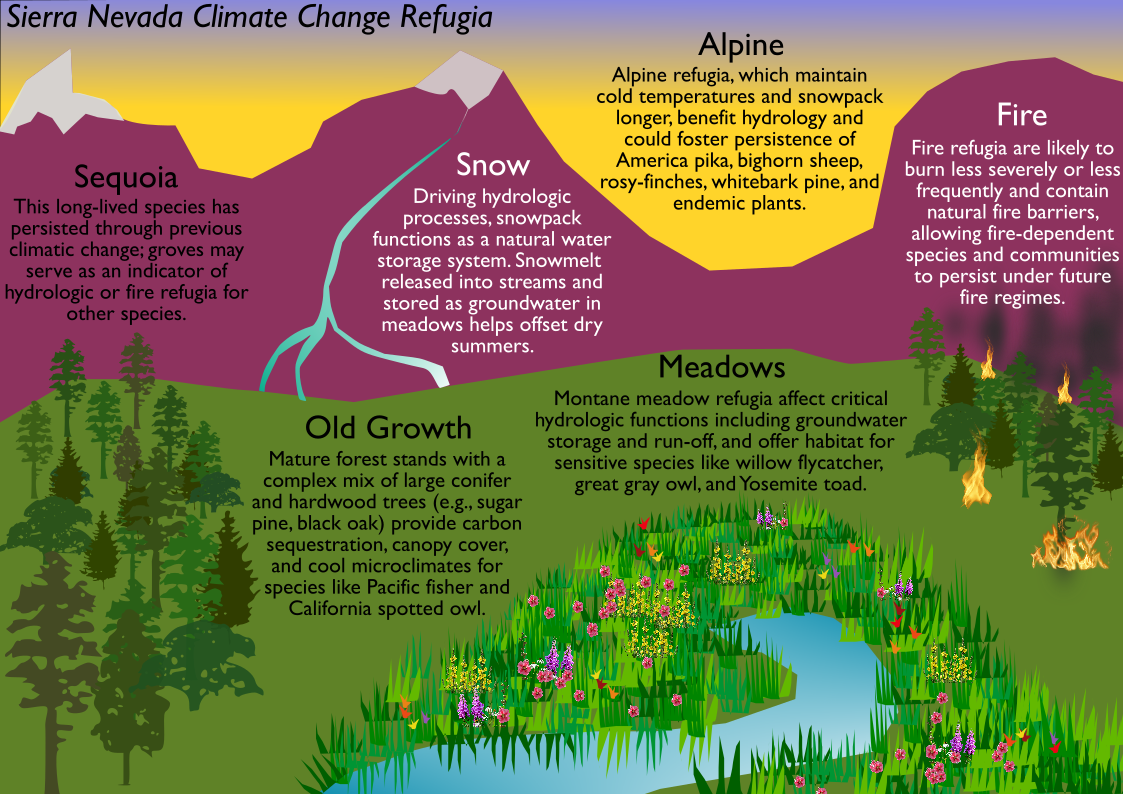 Sierra Nevada Climate Change Refugia
Alpine
Alpine refugia, which maintain
cold temperatures and snowpack
longer, benefit hydrology and
could foster persistence of
America pika, bighorn sheep,
rosy-finches, whitebark pine, and
endemic plants.
Fire
Fire refugia are likely to
burn less severely or less
frequently and contain
natural fire barriers,
allowing fire-dependent
species and communities
to persist under future
fire regimes.
Snow
Driving hydrologic
processes, snowpack
functions as a natural water
storage system. Snowmelt
released into streams and
stored as groundwater in
meadows helps offset dry
summers.
Sequoia
This long-lived species has
persisted through previous
climatic change; groves may
serve as an indicator of
hydrologic or fire refugia for
other species.
Meadows
Montane meadow refugia affect critical
hydrologic functions including groundwater
storage and run-off, and offer habitat for
sensitive species like willow flycatcher,
great gray owl, and Yosemite toad.
Old Growth
Mature forest stands with a
complex mix of large conifer
and hardwood trees (e.g., sugar
pine, black oak) provide carbon
sequestration, canopy cover,
and cool microclimates for
species like Pacific fisher and
California spotted owl.